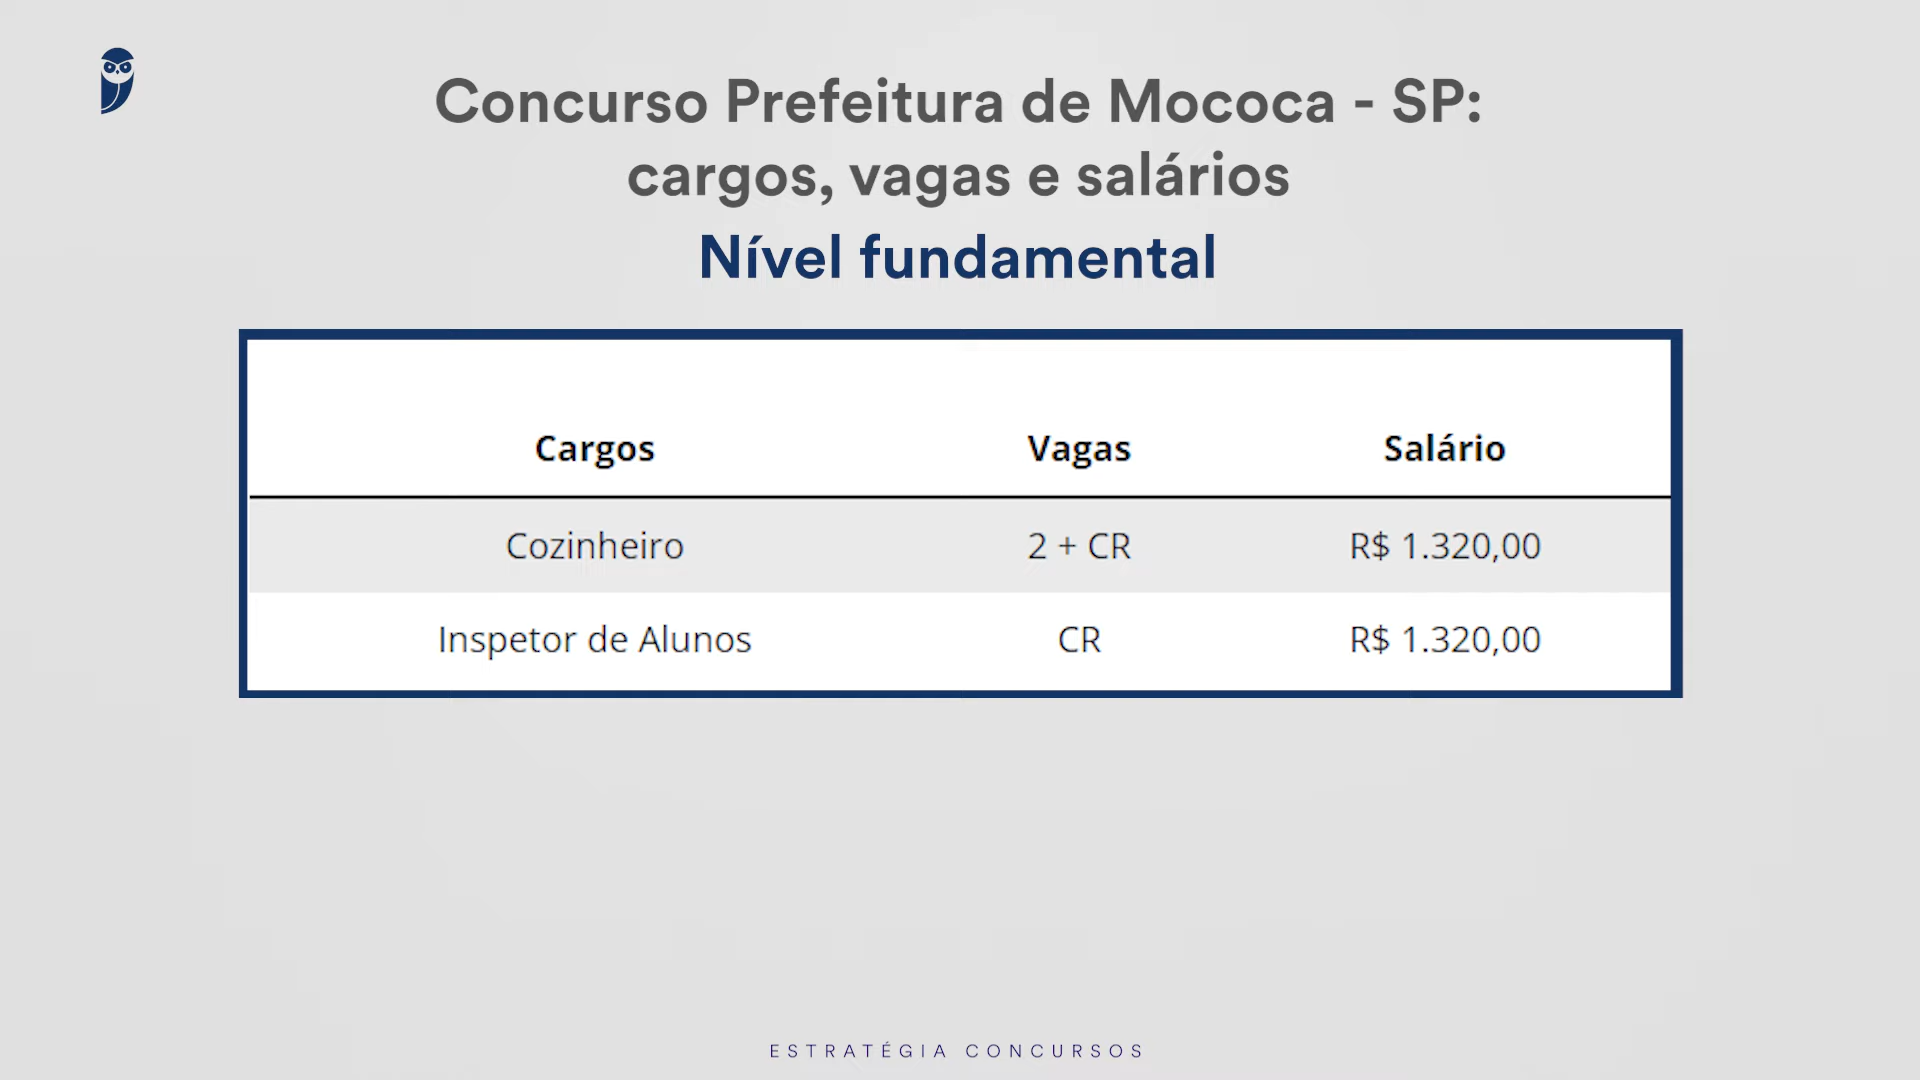 Concurso Prefeitura de Mococa - SP:
cargos, vagas e salários
Nível fundamental
Cargos Vagas Salário
Cozinheiro 2 + CR R$ 1.320,00
Inspetor de Alunos CR R$ 1.320,00
ESTRATÉGIA CONCURSOS